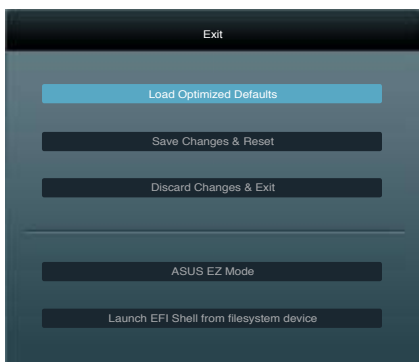 Exit
Load Optimized Defaults
Save Changes & Reset
Discard Changes & Exit
ASUS EZ Mode
Launch EFI Shell from filesystem device